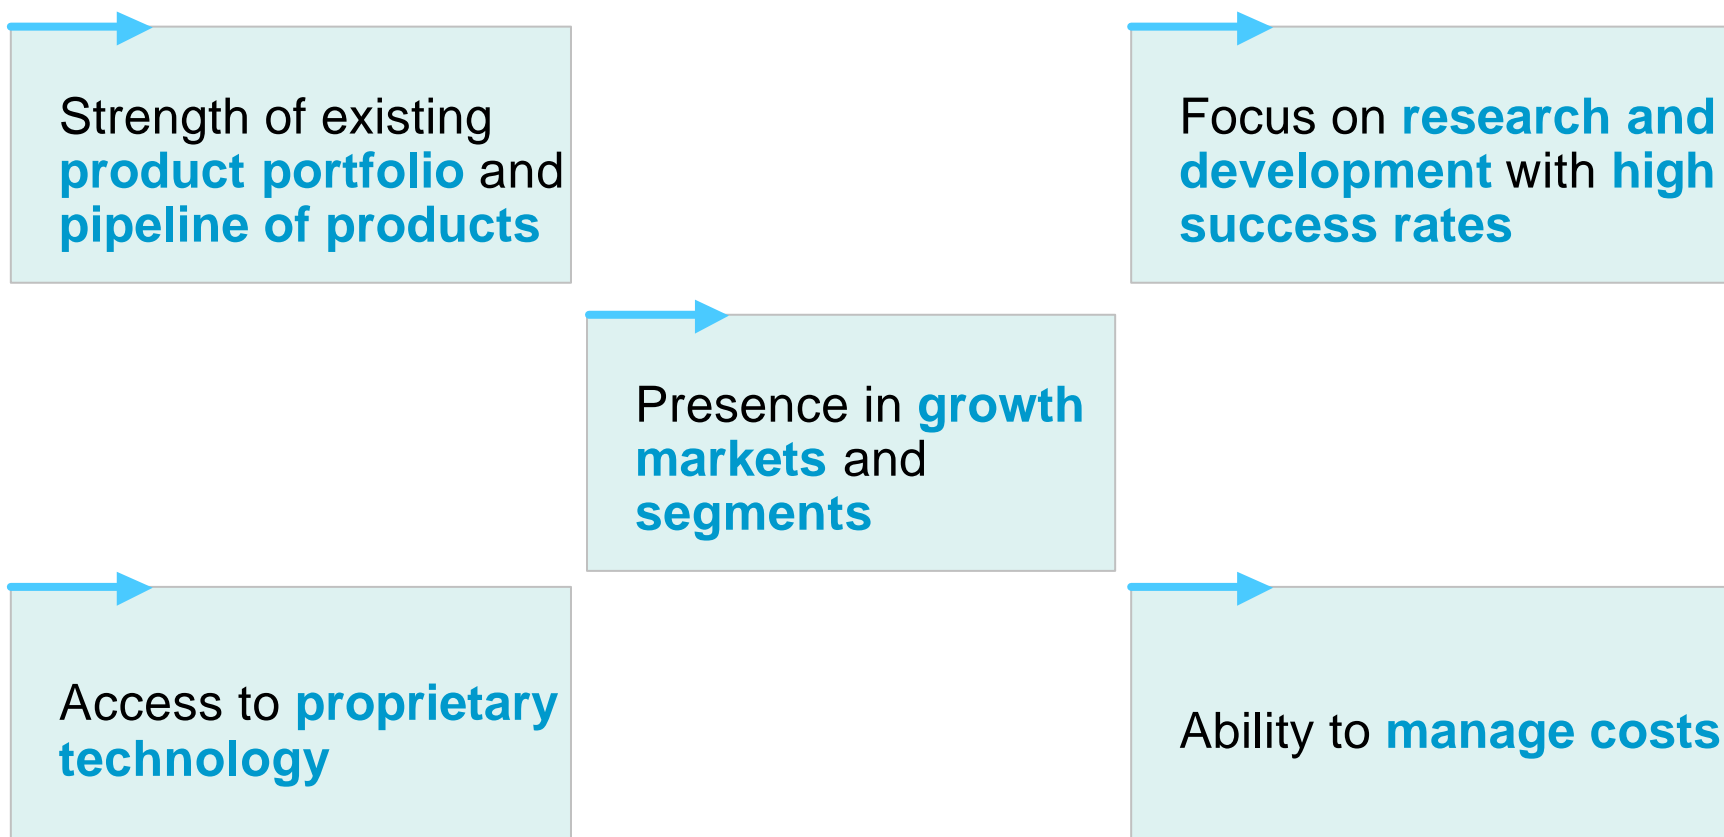 Strength of existing
product portfolio and
pipeline of products
Focus on research and
development with high
success rates
Presence in growth
markets and
segments
Access to proprietary
technology
Ability to manage costs